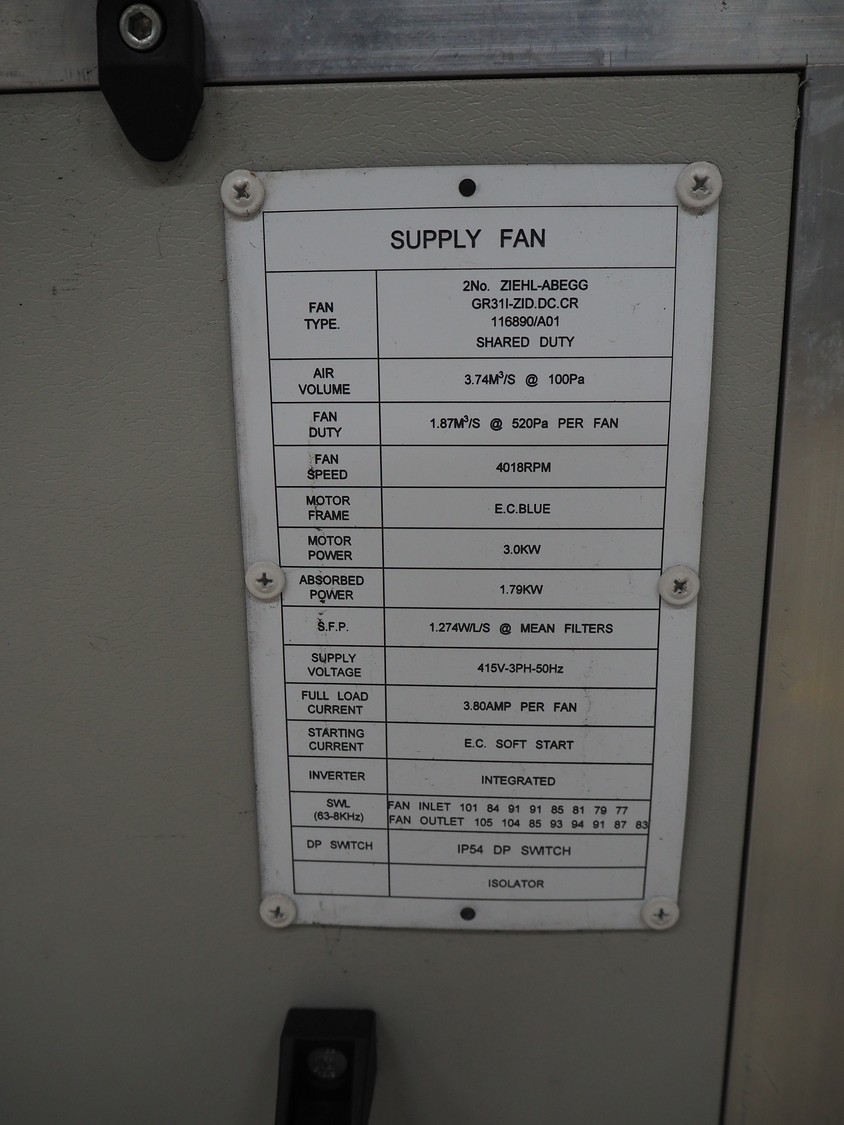 SUPPLY FAN
FAN TYPE.
2No. ZIEHL-ABEGG
GR31I-ZID.DC.CR
116890/A01
SHARED DUTY
AIR VOLUME
3.74M³/S @ 100Pa
FAN DUTY
1.87M³/S @ 520Pa PER FAN
FAN SPEED
4018RPM
MOTOR FRAME
E.C.BLUE
MOTOR POWER
3.0KW
ABSORBED POWER
1.79KW
S.F.P.
1.274W/L/S @ MEAN FILTERS
SUPPLY VOLTAGE
415V-3PH-50Hz
FULL LOAD CURRENT
3.80AMP PER FAN
STARTING CURRENT
E.C. SOFT START
INVERTER
INTEGRATED
SWL (63-8KHz)
FAN INLET 101 84 91 91 85 81 79 77
FAN OUTLET 105 104 85 93 94 91 87 83
DP SWITCH
IP54 DP SWITCH
ISOLATOR